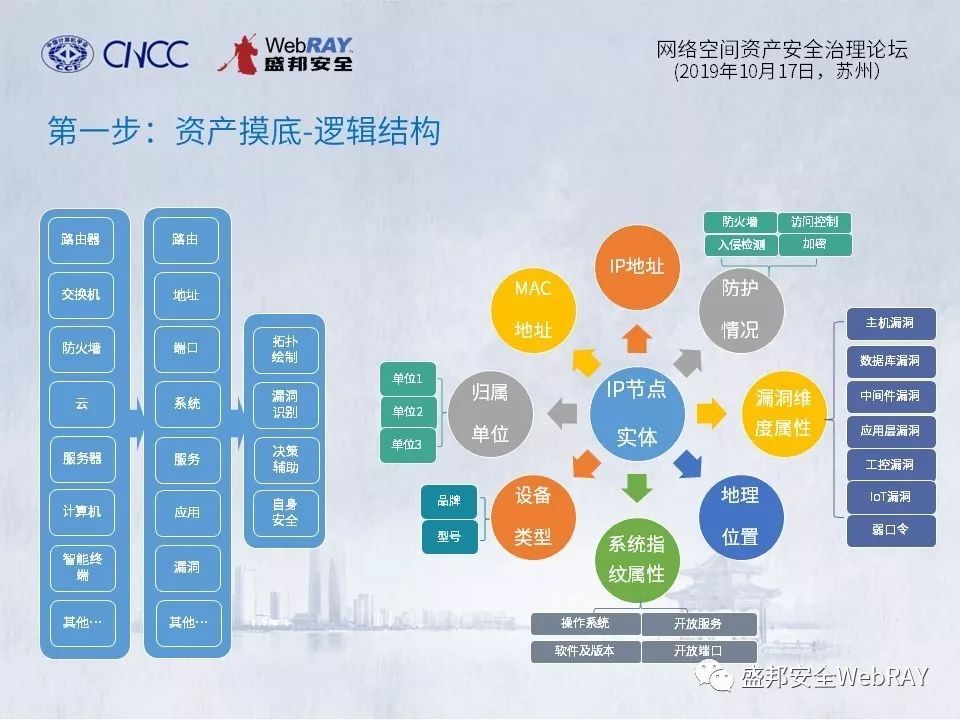 中国计算机学会
CCF
CNCC
WebRAY
盛邦安全
网络空间资产安全治理论坛
(2019年10月17日，苏州)
第一步：资产摸底-逻辑结构
路由器
交换机
防火墙
云
服务器
计算机
智能终
端
其他…
路由
地址
端口
系统
服务
应用
漏洞
其他…
拓扑
绘制
漏洞
识别
决策
辅助
自身
安全
IP节点
实体
IP地址
MAC
地址
归属
单位
单位1
单位2
单位3
设备
类型
品牌
型号
系统指
纹属性
操作系统
开放服务
软件及版本
开放端口
地理
位置
漏洞维
度属性
主机漏洞
数据库漏洞
中间件漏洞
应用层漏洞
工控漏洞
IoT漏洞
弱口令
防护
情况
防火墙
访问控制
入侵检测
加密
盛邦安全WebRAY